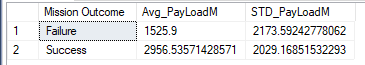 Mission Outcome Avg_PayLoadM STD_PayLoadM
1 Failure 1525.9 2173.59242778062
2 Success 2956.53571428571 2029.16851532293